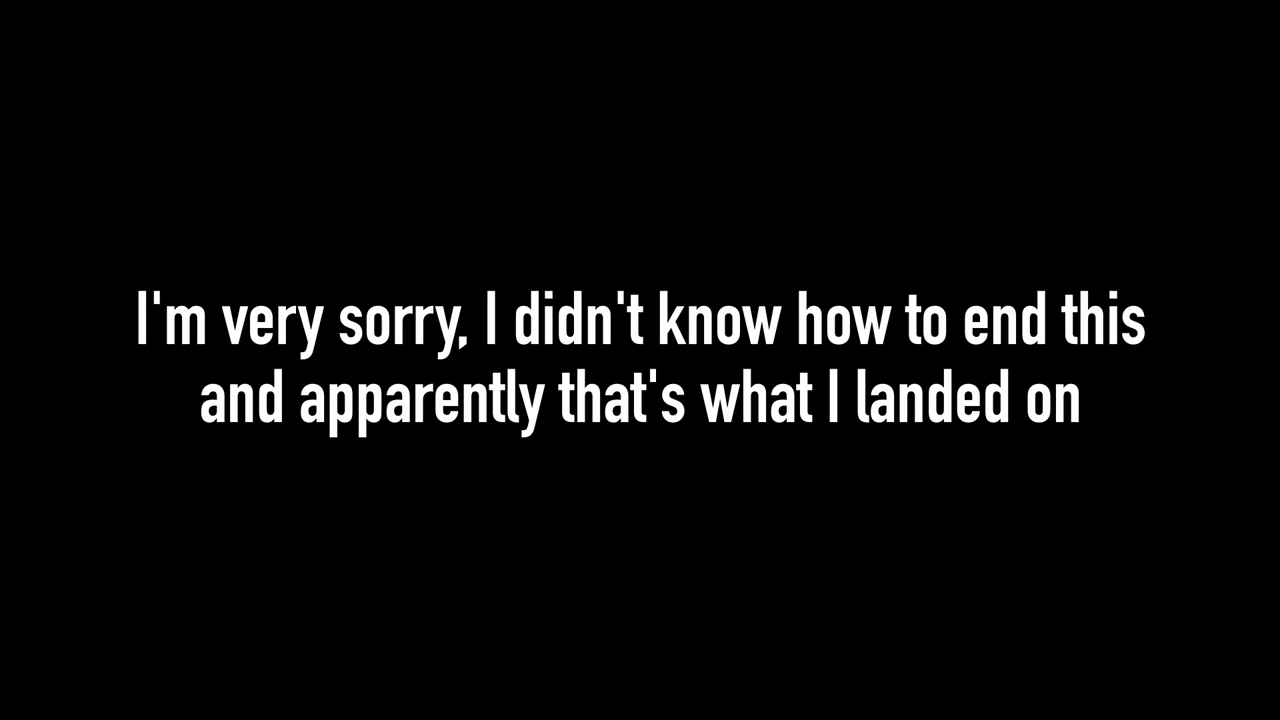 I'm very sorry, I didn't know how to end this
and apparently that's what I landed on